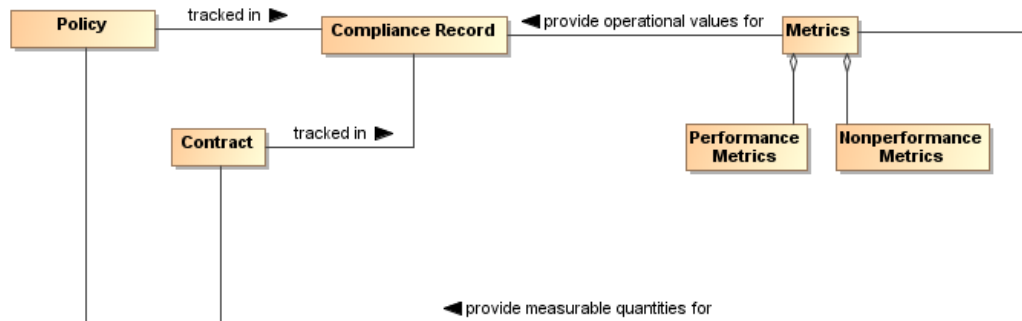 Policy
tracked in
Compliance Record
provide operational values for
Metrics
Contract
tracked in
Performance
Metrics
Nonperformance
Metrics
provide measurable quantities for